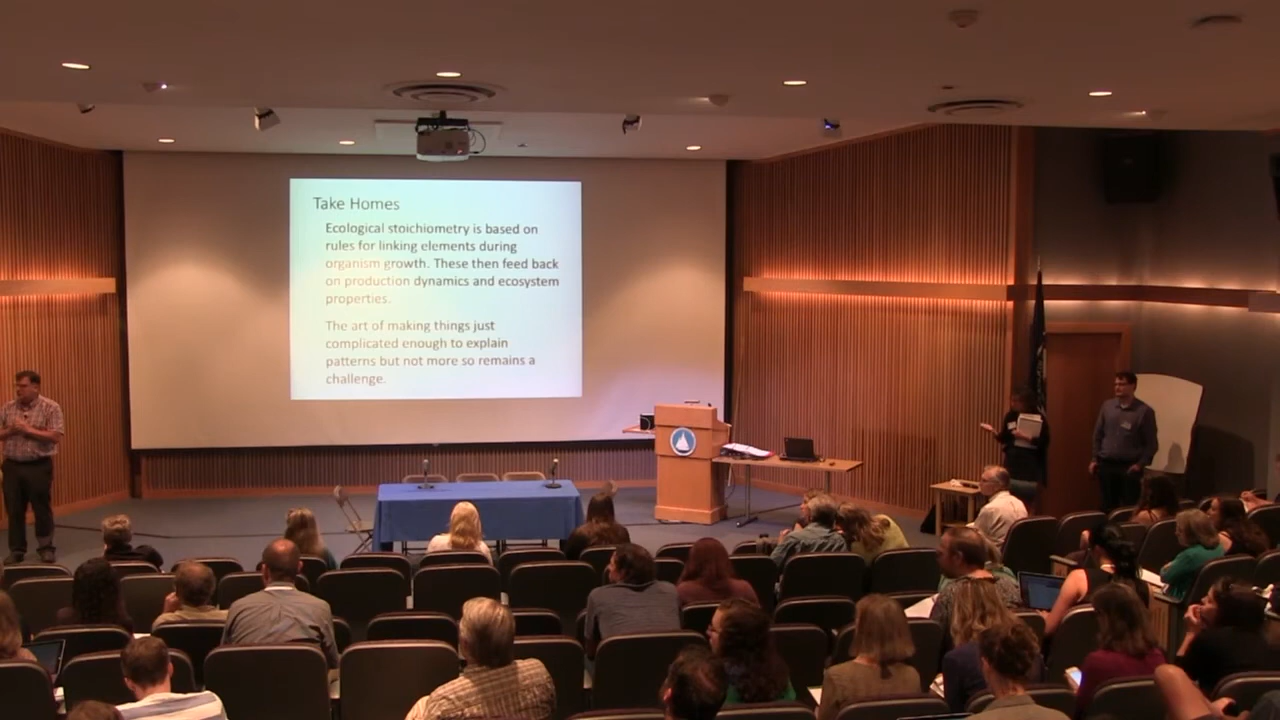 Take Homes
Ecological stoichiometry is based on
rules for linking elements during
organism growth. These then feed back
on production dynamics and ecosystem
properties.
The art of making things just
complicated enough to explain
patterns but not more so remains a
challenge.